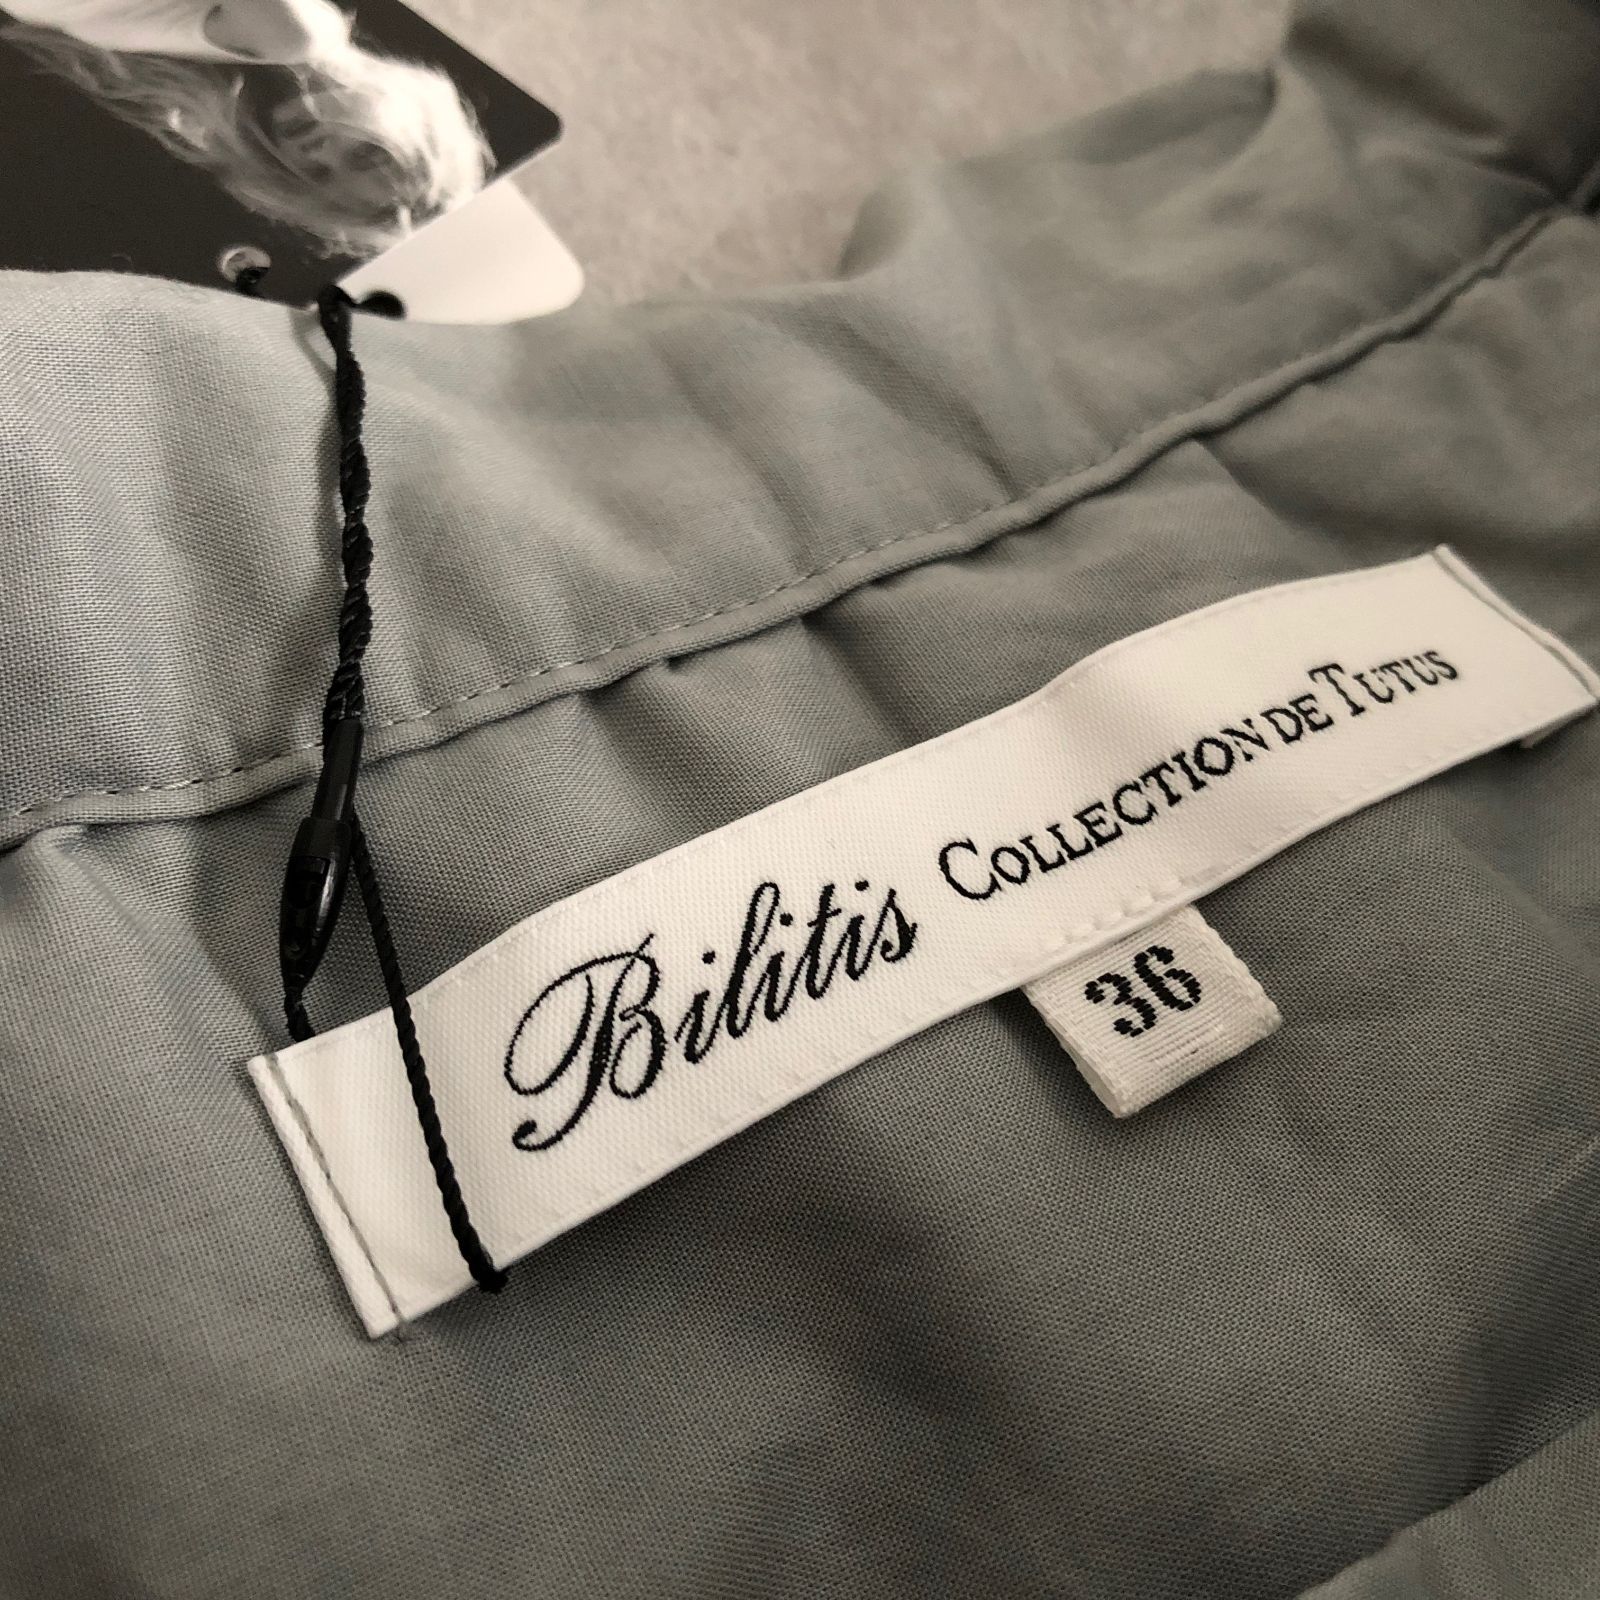 Bilitis COLLECTION DE TUTUS
36